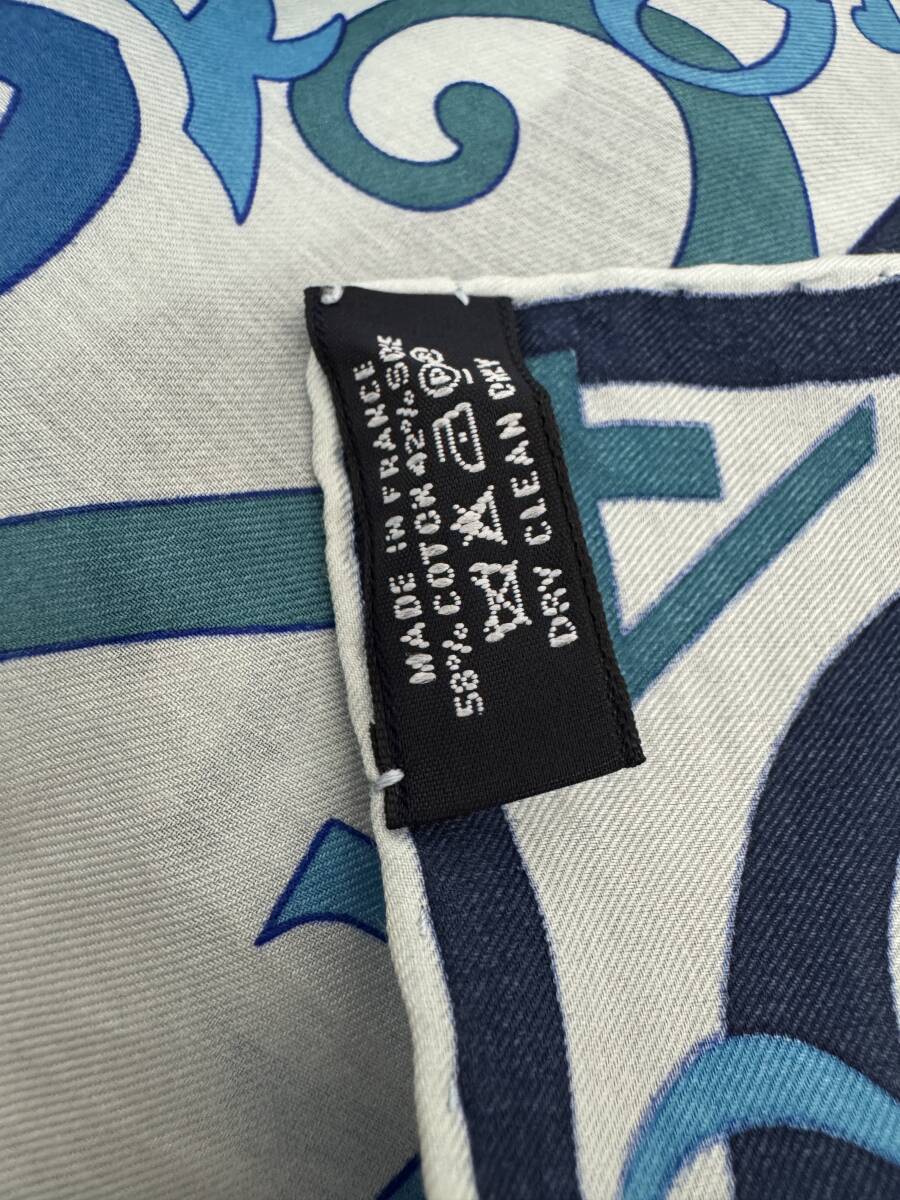 MADE IN FRANCE
58% COTON 42% SOIE
P
DRY CLEAN ONLY